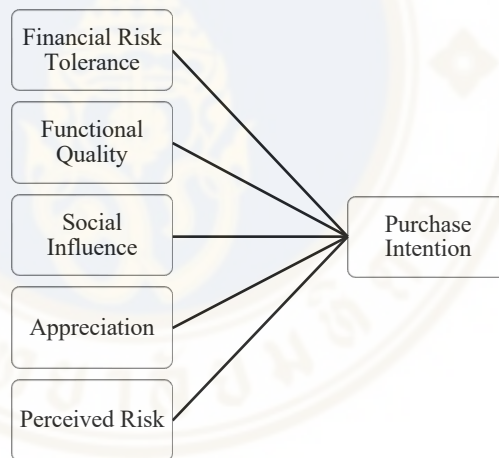 Financial Risk
Tolerance
Functional
Quality
Social
Influence
Appreciation
Perceived Risk
Purchase
Intention